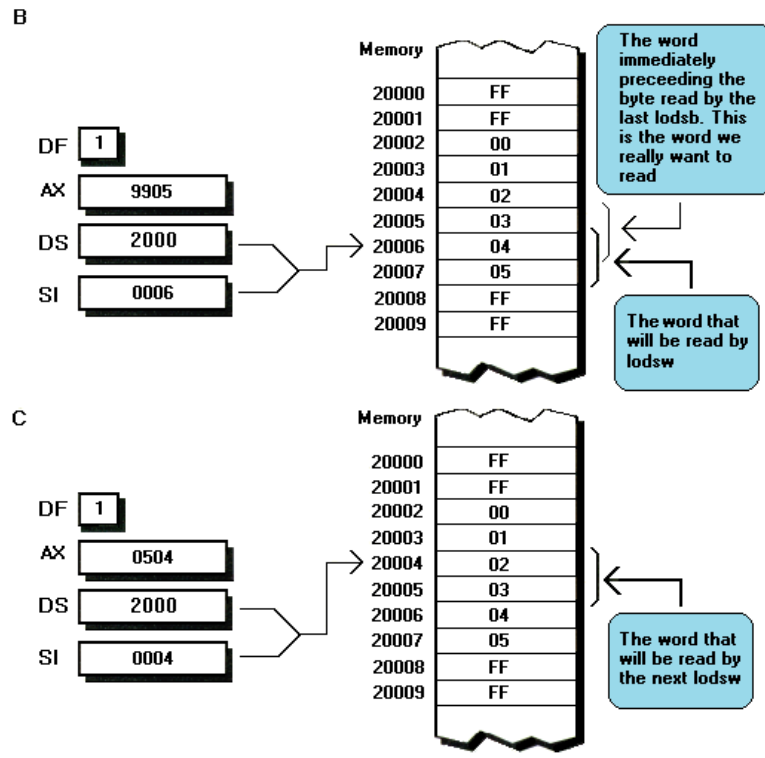 B
Memory
20000 FF
20001 FF
20002 00
20003 01
20004 02
20005 03
20006 04
20007 05
20008 FF
20009 FF
DF 1
AX 9905
DS 2000
SI 0006
The word
immediately
preceeding the
byte read by the
last lodsb. This
is the word we
really want to
read
The word that
will be read by
lodsw
C
Memory
20000 FF
20001 FF
20002 00
20003 01
20004 02
20005 03
20006 04
20007 05
20008 FF
20009 FF
DF 1
AX 0504
DS 2000
SI 0004
The word that
will be read by
the next lodsw